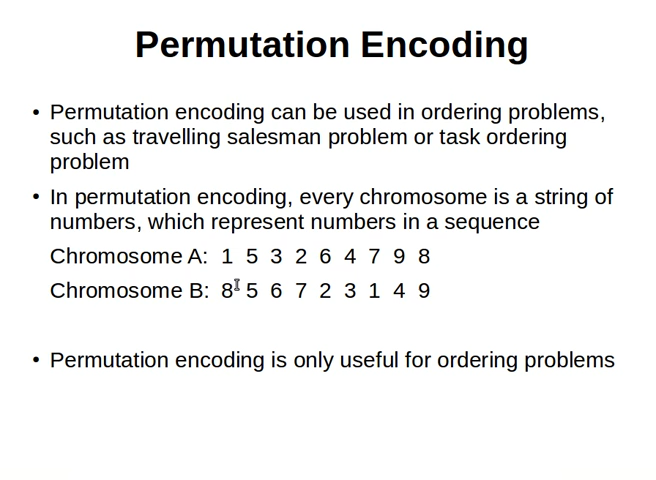 Permutation Encoding
• Permutation encoding can be used in ordering problems,
such as travelling salesman problem or task ordering
problem
• In permutation encoding, every chromosome is a string of
numbers, which represent numbers in a sequence
Chromosome A: 1 5 3 2 6 4 7 9 8
Chromosome B: 8 5 6 7 2 3 1 4 9
• Permutation encoding is only useful for ordering problems